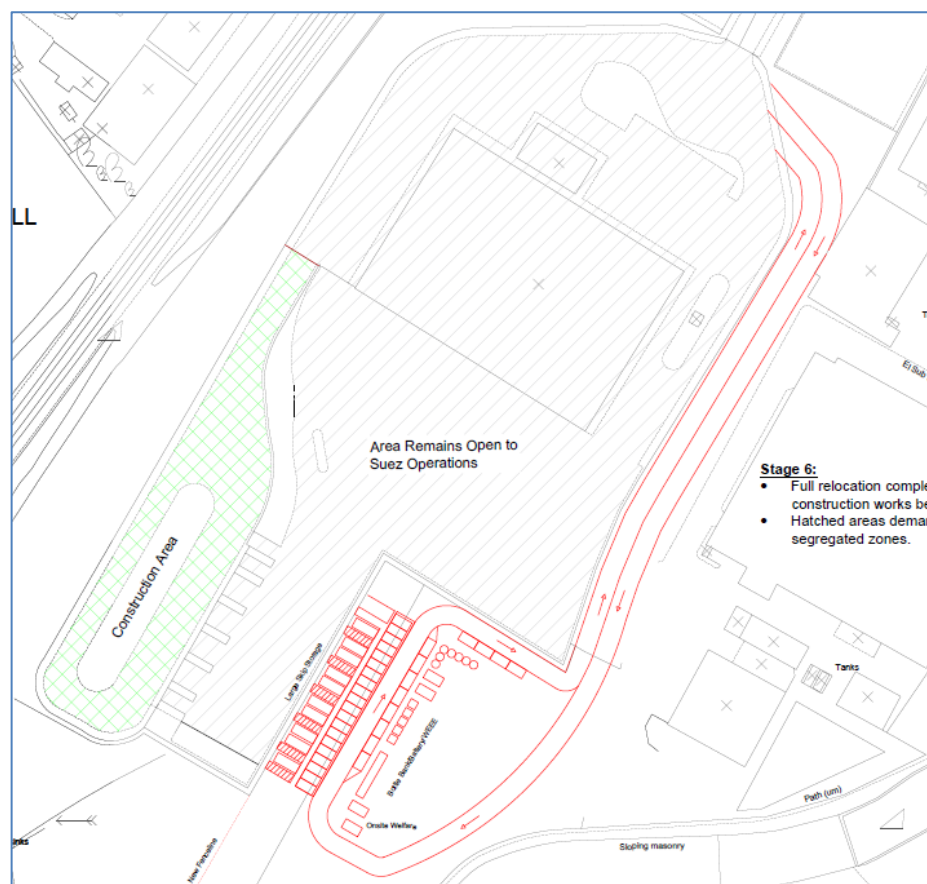 LL
Area Remains Open to
Suez Operations
Construction Area
Stage 6:
• Full relocation comple
construction works be
• Hatched areas demar
segregated zones.
El Sub
Large Skip Storage
Bottle Bank/Battery/WEEE
Onsite Welfare
New Fenceline
Tanks
Path (um)
Sloping masonry
anks